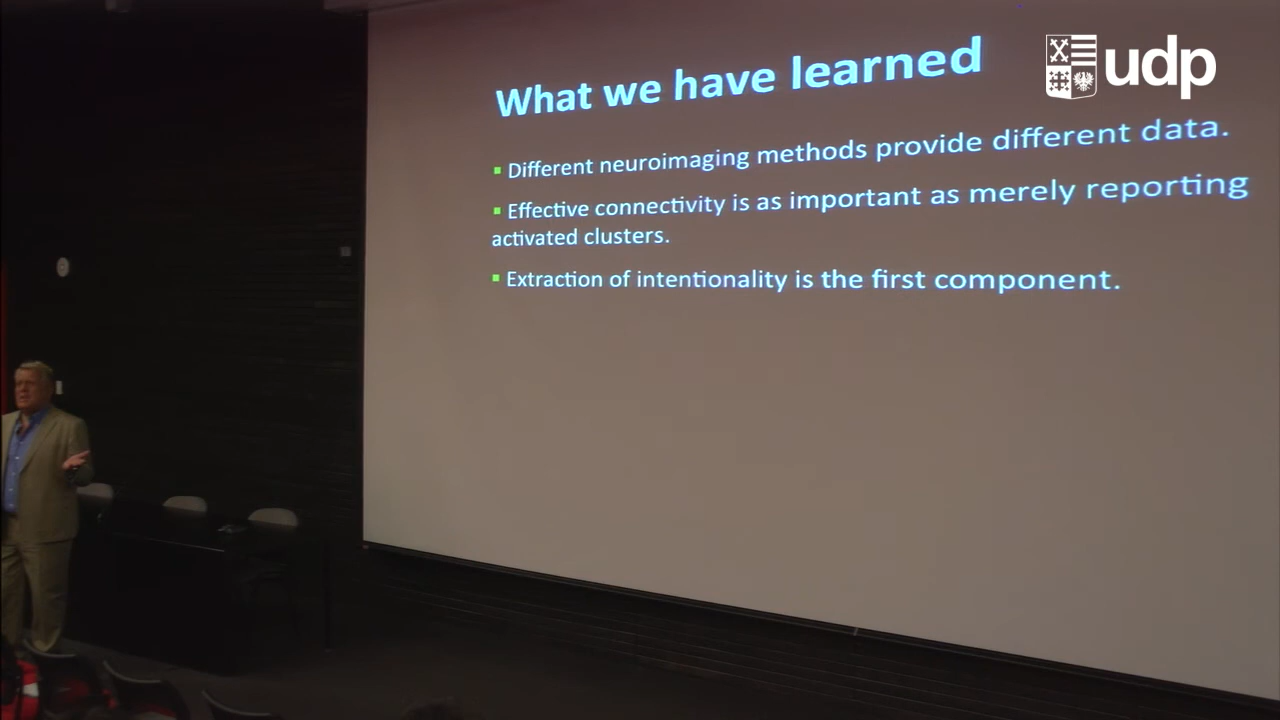 What we have learned
udp
▪ Different neuroimaging methods provide different data.
▪ Effective connectivity is as important as merely reporting
activated clusters.
▪ Extraction of intentionality is the first component.